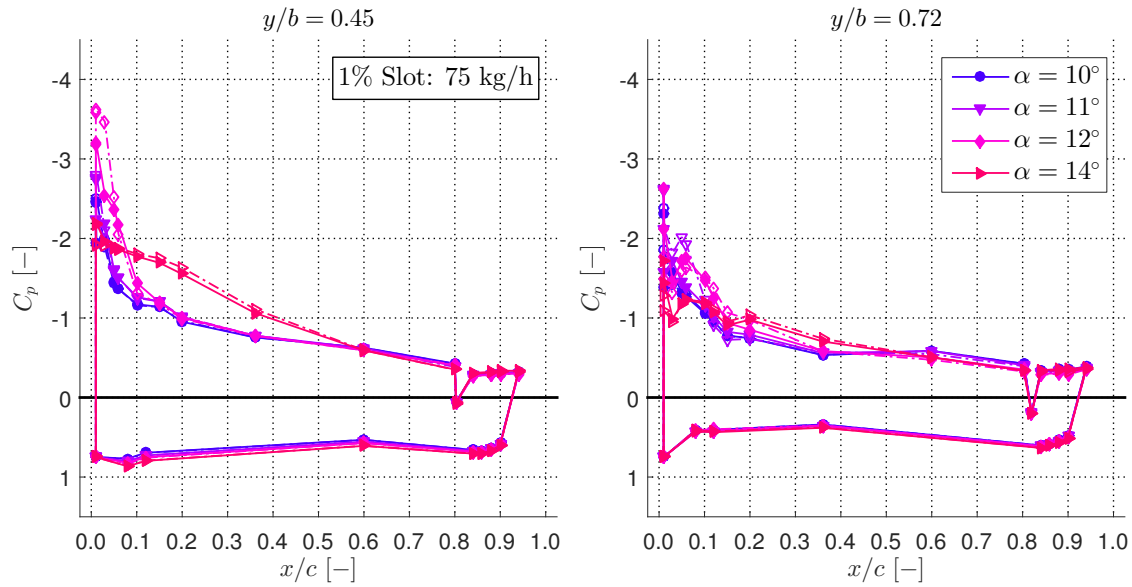 y/b = 0.45
-4
-3
-2
-1
0
1
C_p [−]
1% Slot: 75 kg/h
0.0 0.1 0.2 0.3 0.4 0.5 0.6 0.7 0.8 0.9 1.0
x/c [−]
y/b = 0.72
-4
-3
-2
-1
0
1
C_p [−]
α = 10°
α = 11°
α = 12°
α = 14°
0.0 0.1 0.2 0.3 0.4 0.5 0.6 0.7 0.8 0.9 1.0
x/c [−]